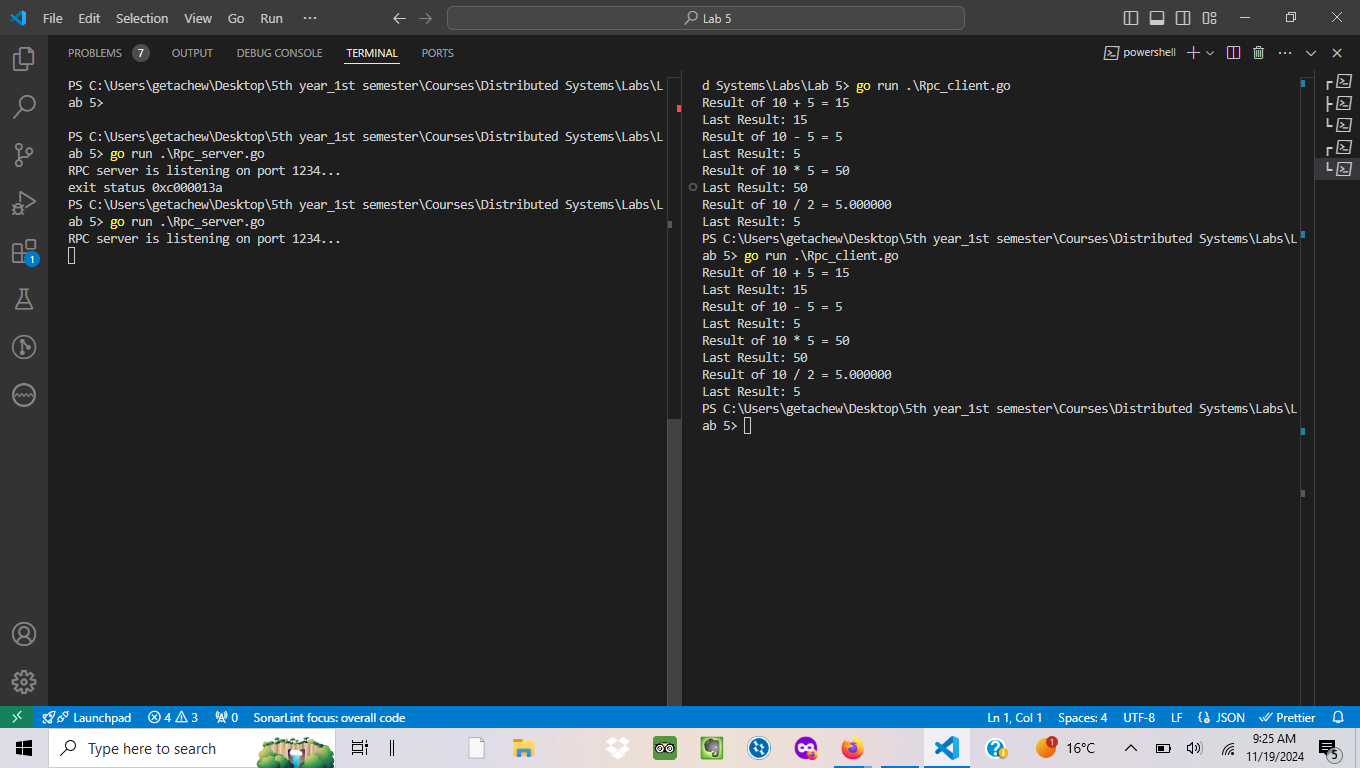 File Edit Selection View Go Run ··· Lab 5
PROBLEMS 7 OUTPUT DEBUG CONSOLE TERMINAL PORTS powershell
PS C:\Users\getachew\Desktop\5th year_1st semester\Courses\Distributed Systems\Labs\L
ab 5>
PS C:\Users\getachew\Desktop\5th year_1st semester\Courses\Distributed Systems\Labs\L
ab 5> go run .\Rpc_server.go
RPC server is listening on port 1234...
exit status 0xc000013a
PS C:\Users\getachew\Desktop\5th year_1st semester\Courses\Distributed Systems\Labs\L
ab 5> go run .\Rpc_server.go
RPC server is listening on port 1234...
d Systems\Labs\Lab 5> go run .\Rpc_client.go
Result of 10 + 5 = 15
Last Result: 15
Result of 10 - 5 = 5
Last Result: 5
Result of 10 * 5 = 50
Last Result: 50
Result of 10 / 2 = 5.000000
Last Result: 5
PS C:\Users\getachew\Desktop\5th year_1st semester\Courses\Distributed Systems\Labs\L
ab 5> go run .\Rpc_client.go
Result of 10 + 5 = 15
Last Result: 15
Result of 10 - 5 = 5
Last Result: 5
Result of 10 * 5 = 50
Last Result: 50
Result of 10 / 2 = 5.000000
Last Result: 5
PS C:\Users\getachew\Desktop\5th year_1st semester\Courses\Distributed Systems\Labs\L
ab 5>
1
Launchpad 4 3 0 SonarLint focus: overall code Ln 1, Col 1 Spaces: 4 UTF-8 LF {} JSON Prettier
Type here to search 1 16°C 9:25 AM
11/19/2024 5